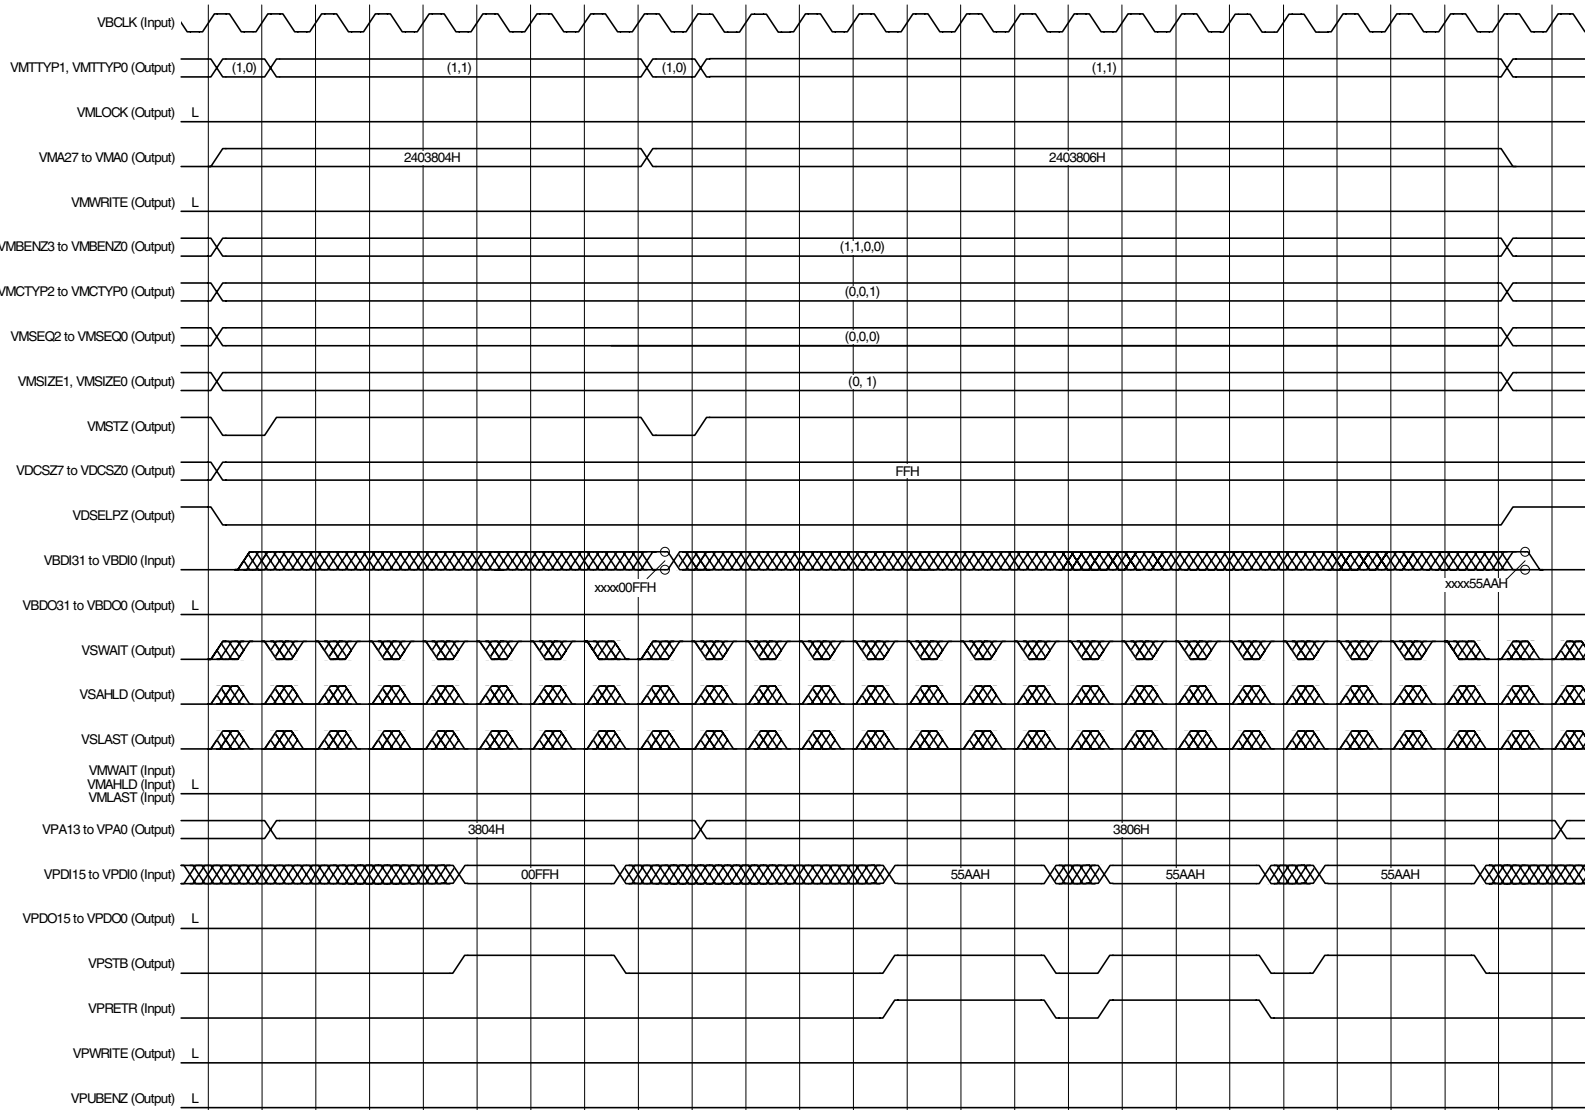 VBCLK (Input)
VMTTYP1, VMTTYP0 (Output) (1,0) (1,1) (1,0) (1,1)
VMLOCK (Output) L
VMA27 to VMA0 (Output) 2403804H 2403806H
VMWRITE (Output) L
VMBENZ3 to VMBENZ0 (Output) (1,1,0,0)
VMCTYP2 to VMCTYP0 (Output) (0,0,1)
VMSEQ2 to VMSEQ0 (Output) (0,0,0)
VMSIZE1, VMSIZE0 (Output) (0, 1)
VMSTZ (Output)
VDCSZ7 to VDCSZ0 (Output) FFH
VDSELPZ (Output)
VBDI31 to VBDI0 (Input)
xxxx00FFH xxxx55AAH
VBDO31 to VBDO0 (Output) L
VSWAIT (Output)
VSAHLD (Output)
VSLAST (Output)
VMWAIT (Input)
VMAHLD (Input) L
VMLAST (Input)
VPA13 to VPA0 (Output) 3804H 3806H
VPDI15 to VPDI0 (Input) 00FFH 55AAH 55AAH 55AAH
VPDO15 to VPDO0 (Output) L
VPSTB (Output)
VPRETR (Input)
VPWRITE (Output) L
VPUBENZ (Output) L